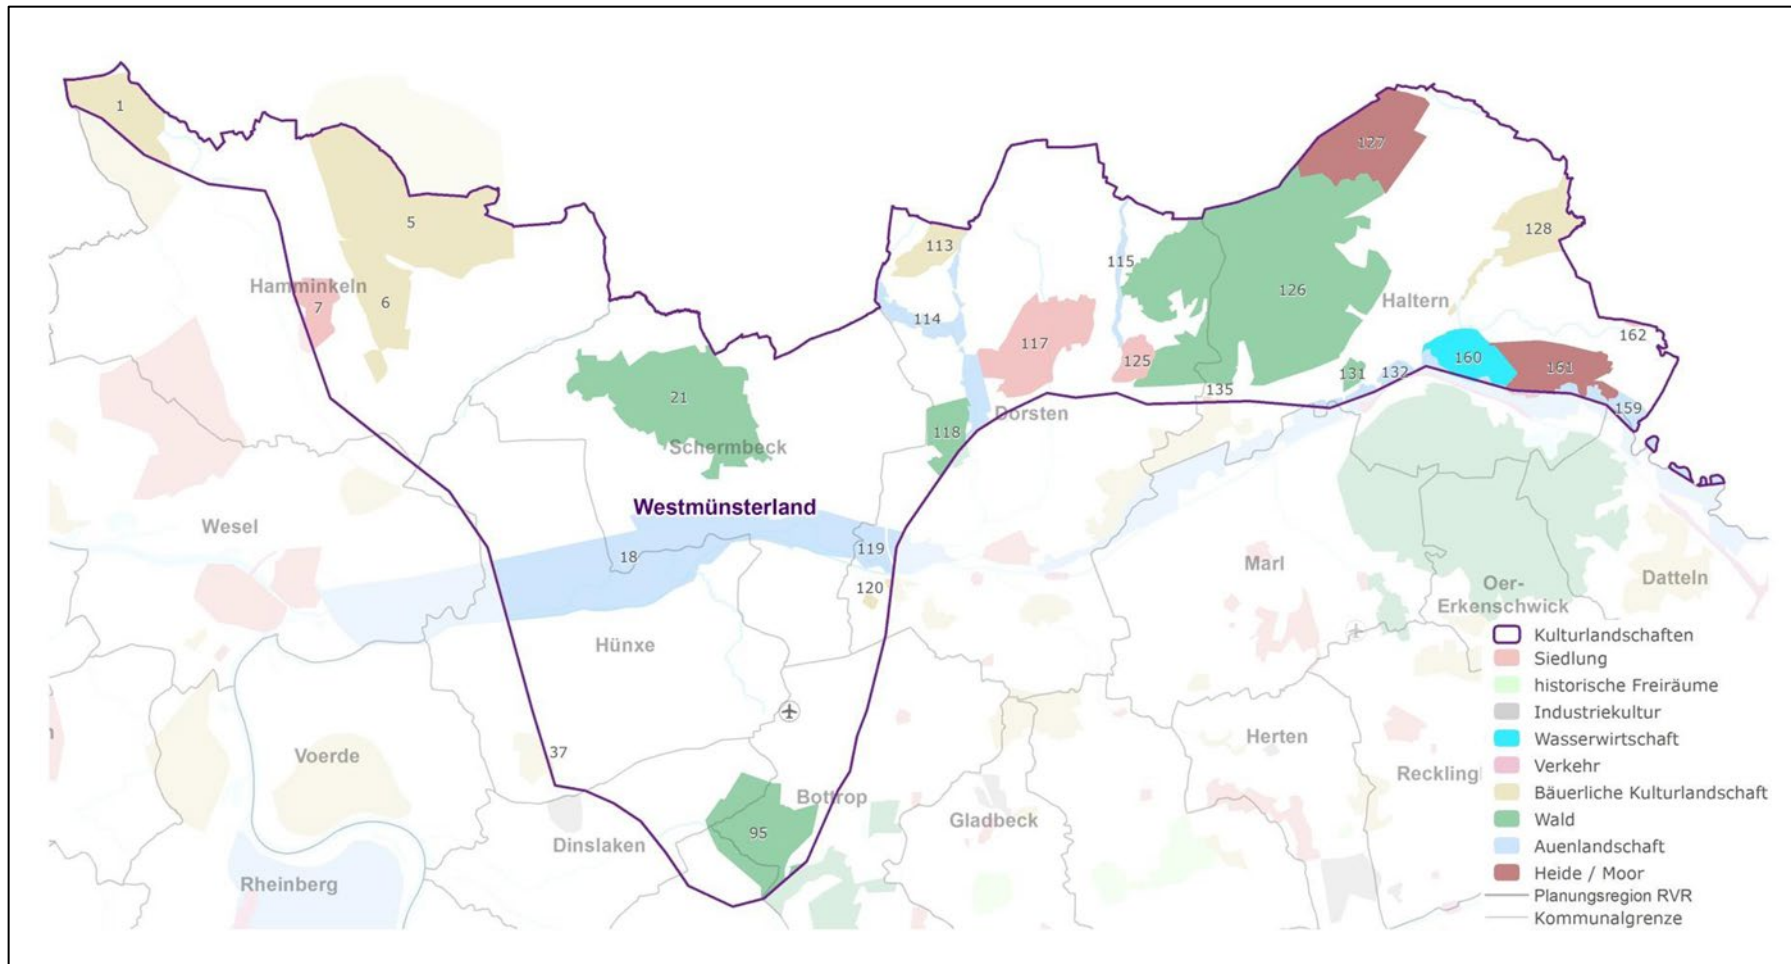 1
127
5
128
113
115
126
Hamminkeln
7
6
Haltern
114
162
117
125
160
161
131
132
135
21
159
Dorsten
118
Schermbeck
Westmünsterland
Wesel
18
119
120
Marl
Oer-
Erkenschwick
Datteln
Hünxe
37
Voerde
Herten
Reckling
Bottrop
Gladbeck
95
Dinslaken
Rheinberg
Kulturlandschaften
Siedlung
historische Freiräume
Industriekultur
Wasserwirtschaft
Verkehr
Bäuerliche Kulturlandschaft
Wald
Auenlandschaft
Heide / Moor
Planungsregion RVR
Kommunalgrenze